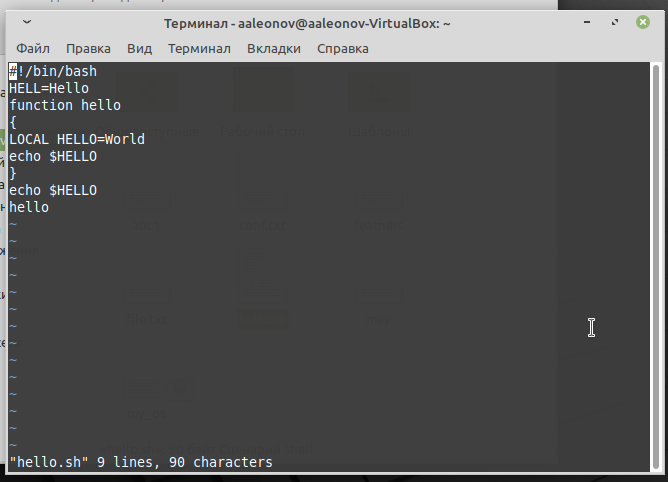 Терминал - aaleonov@aaleonov-VirtualBox: ~
Файл Правка Вид Терминал Вкладки Справка
#!/bin/bash
HELL=Hello
function hello
{
LOCAL HELLO=World
echo $HELLO
}
echo $HELLO
hello
~
~
~
~
~
~
~
~
~
~
~
~
~
~
"hello.sh" 9 lines, 90 characters